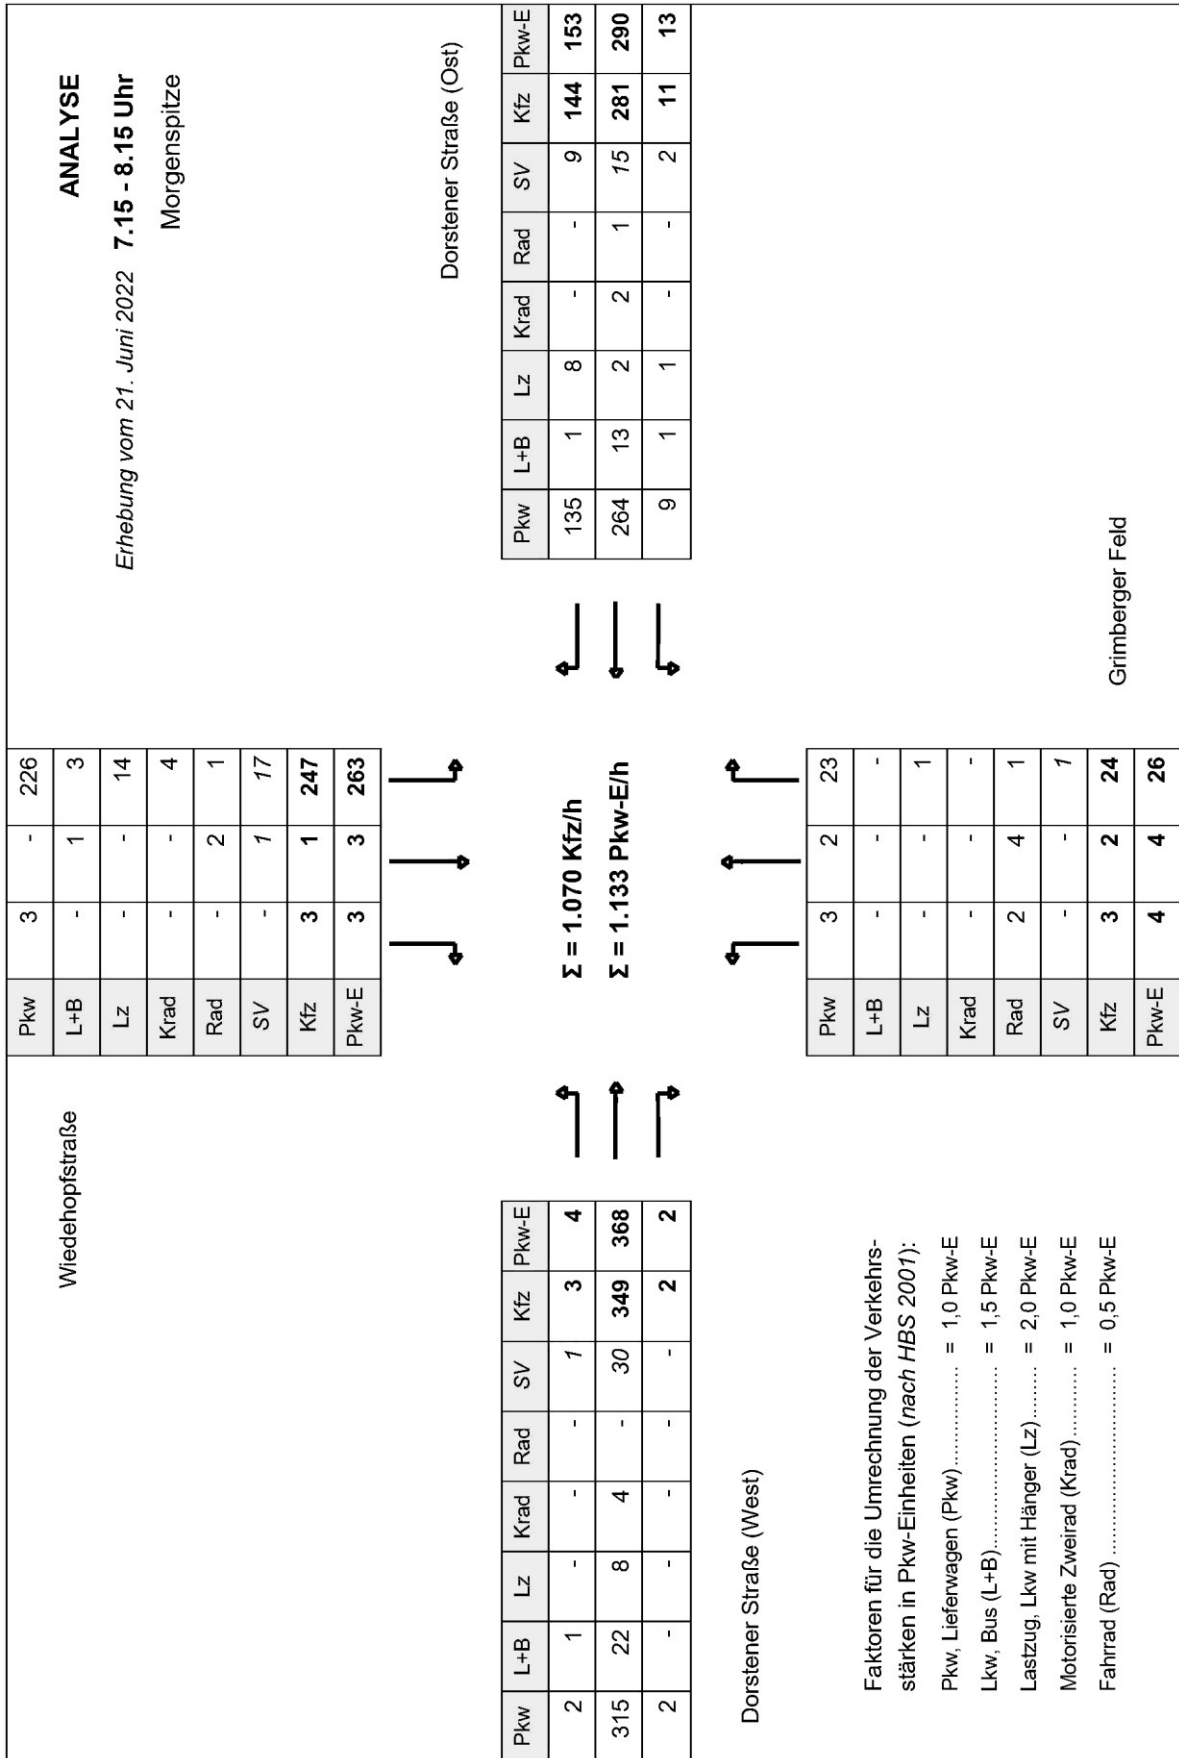 Wiedehopfstraße
Pkw 3 - 226
L+B - 1 3
Lz - - 14
Krad - - 4
Rad - 2 1
SV - 1 17
Kfz 3 1 247
Pkw-E 3 3 263
ANALYSE
Erhebung vom 21. Juni 2022 7.15 - 8.15 Uhr
Morgenspitze
Dorstener Straße (Ost)
Pkw L+B Lz Krad Rad SV Kfz Pkw-E
135 1 8 - - 9 144 153
264 13 2 2 1 15 281 290
9 1 1 - - 2 11 13
Σ = 1.070 Kfz/h
Σ = 1.133 Pkw-E/h
Pkw L+B Lz Krad Rad SV Kfz Pkw-E
2 1 - - - 1 3 4
315 22 8 4 - 30 349 368
2 - - - - - 2 2
Dorstener Straße (West)
Faktoren für die Umrechnung der Verkehrs-
stärken in Pkw-Einheiten (nach HBS 2001):
Pkw, Lieferwagen (Pkw)................... = 1,0 Pkw-E
Lkw, Bus (L+B)................................. = 1,5 Pkw-E
Lastzug, Lkw mit Hänger (Lz)......... = 2,0 Pkw-E
Motorisierte Zweirad (Krad)............ = 1,0 Pkw-E
Fahrrad (Rad) ................................... = 0,5 Pkw-E
Pkw 3 2 23
L+B - - -
Lz - - 1
Krad - - -
Rad 2 4 1
SV - - 1
Kfz 3 2 24
Pkw-E 4 4 26
Grimberger Feld